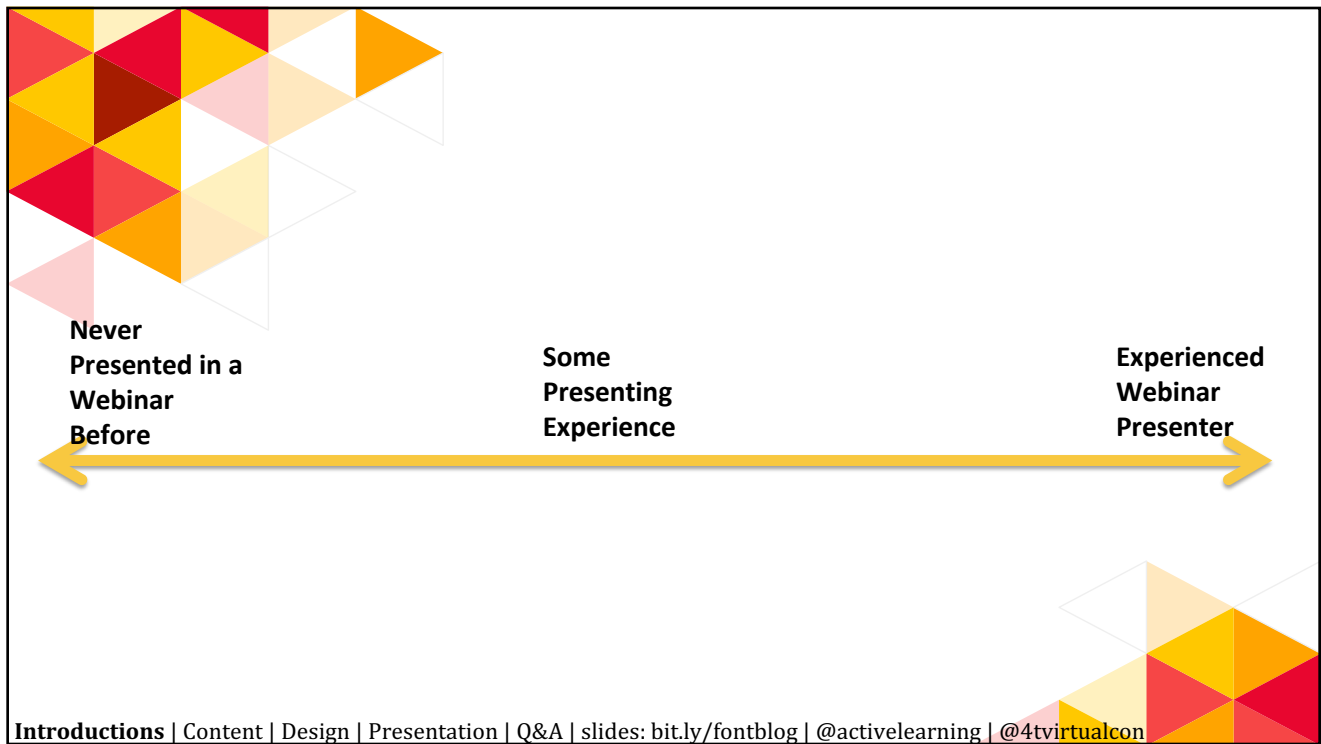 Never
Presented in a
Webinar
Before
Some
Presenting
Experience
Experienced
Webinar
Presenter
Introductions | Content | Design | Presentation | Q&A | slides: bit.ly/fontblog | @activelearning | @4tvirtualcon